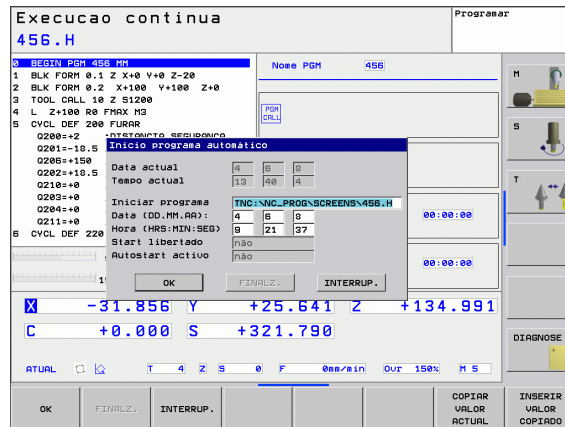 Execucao continua
Programar
456.H
0 BEGIN PGM 456 MM
1 BLK FORM 0.1 Z X+0 Y+0 Z-20
2 BLK FORM 0.2 X+100 Y+100 Z+0
3 TOOL CALL 10 Z S1200
4 L Z+100 R0 FMAX M3
5 CYCL DEF 200 FURAR
Q200=+2 ;DISTANCIA SEGURANCA
Q201=-18.5
Q206=+150
Q202=+18.5
Q210=+0
Q203=+0
Q204=+0
Q211=+0
6 CYCL DEF 220
Nome PGM 456
PGM CALL
00:00:00
00:00:00
Início programa automático
Data actual 4 6 8
Tempo actual 13 40 4
Iniciar programa TNC:\NC_PROG\SCREENS\456.H
Data (DD.MM.AA): 4 6 8
Hora (HRS:MIN:SEG) 9 21 37
Start libertado não
Autostart activo não
OK FINALZ. INTERRUP.
X -31.856 Y +25.641 Z +134.991
C +0.000 S +321.790
ATUAL T 4 Z S 0 F 0mm/min Ovr 150% M 5
M
S
T
DIAGNOSE
OK FINALZ. INTERRUP. COPIAR VALOR ACTUAL INSERIR VALOR COPIADO